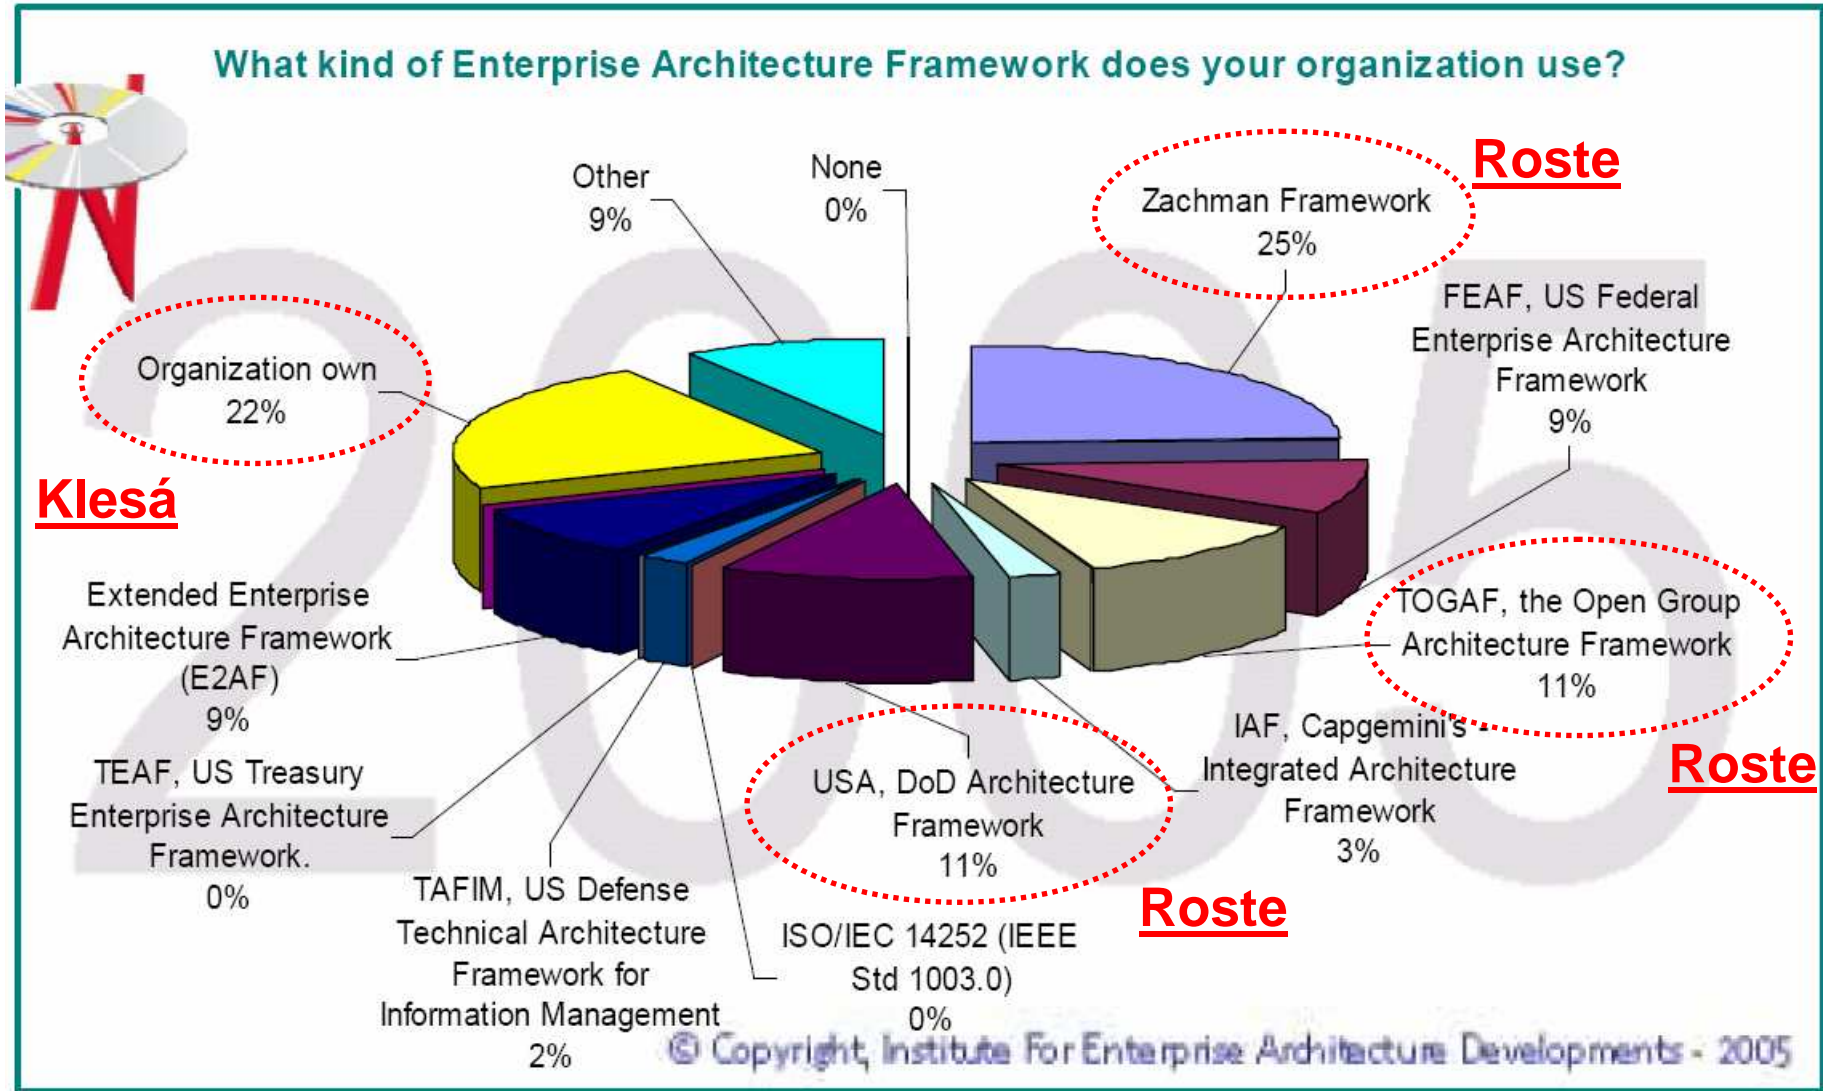 What kind of Enterprise Architecture Framework does your organization use?
None
0%
Other
9%
Roste
Zachman Framework
25%
FEAF, US Federal
Enterprise Architecture
Framework
9%
Organization own
22%
Klesá
Extended Enterprise
Architecture Framework
(E2AF)
9%
TOGAF, the Open Group
Architecture Framework
11%
Roste
IAF, Capgemini's -
Integrated Architecture
Framework
3%
USA, DoD Architecture
Framework
11%
Roste
TEAF, US Treasury
Enterprise Architecture
Framework.
0%
TAFIM, US Defense
Technical Architecture
Framework for
Information Management
2%
ISO/IEC 14252 (IEEE
Std 1003.0)
0%
2005
© Copyright, Institute For Enterprise Architecture Developments - 2005